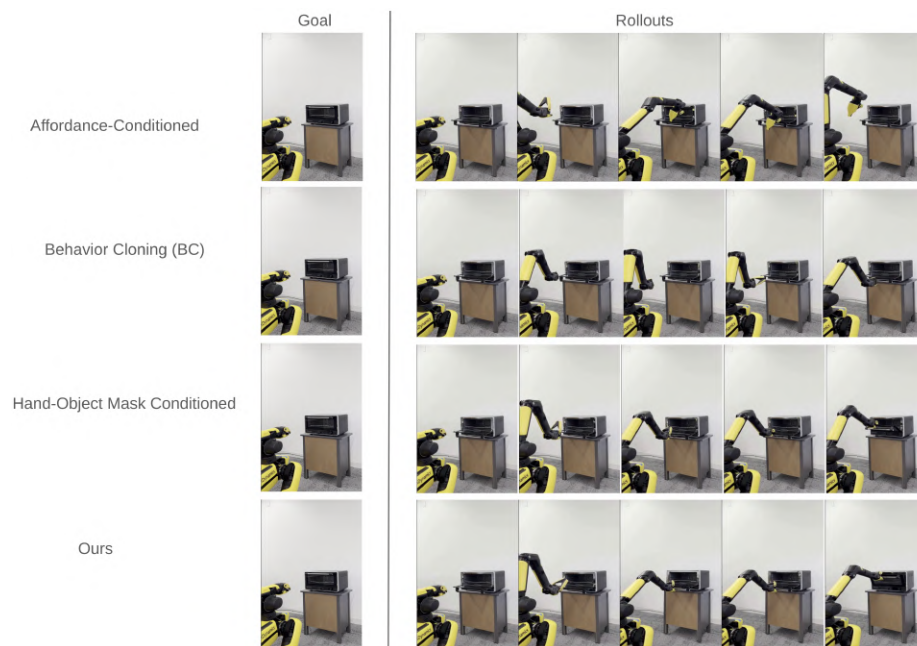 Goal
Rollouts
Affordance-Conditioned
Behavior Cloning (BC)
Hand-Object Mask Conditioned
Ours